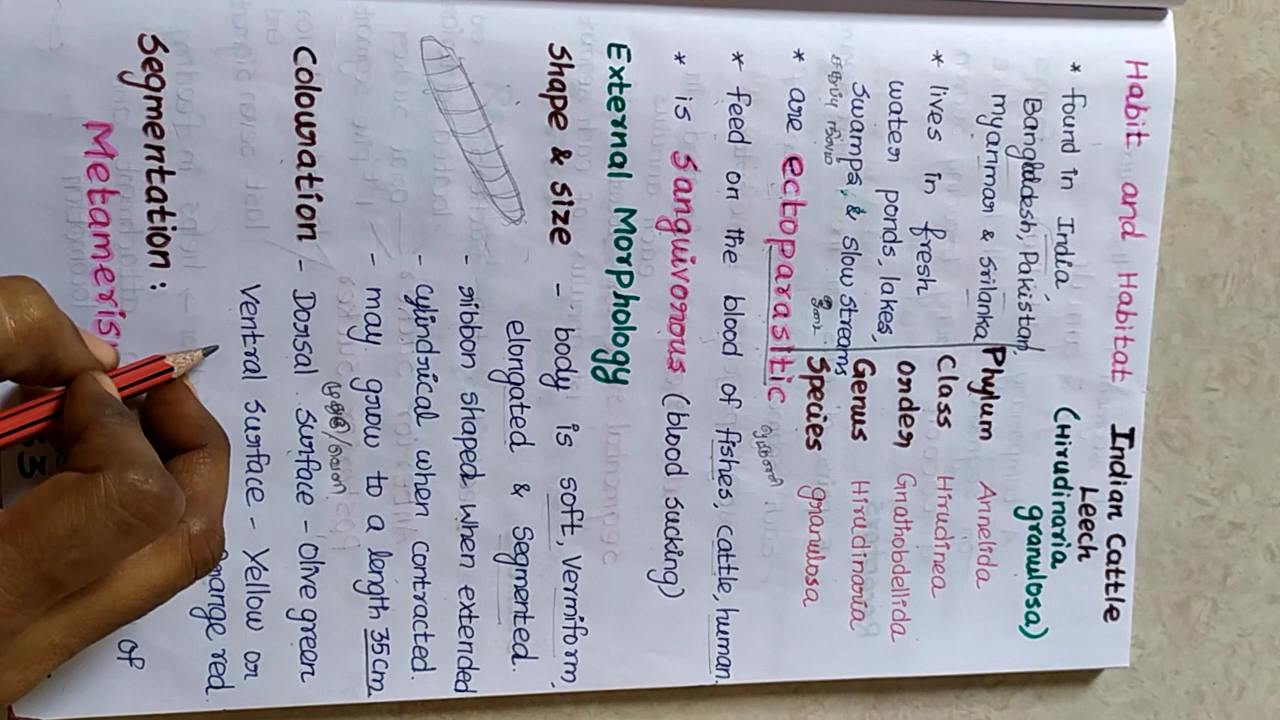 Habit and Habitat
* found in India,
Bangladesh, Pakistan,
myanmar & srilanka
* lives in fresh
water ponds, lakes,
swamps, & slow streams
* are ectoparasitic
* feed on the blood of fishes, cattle, human.
* is sanguivorous (blood sucking)
Indian Cattle
Leech
(Hirudinaria
granulosa)
Phylum Annelida
Class Hirudinea
Order Gnathobdellida
Genus Hirudinaria
Species granulosa
External Morphology
Shape & size - body is soft, vermiform,
elongated & segmented.
- ribbon shaped when extended
- cylindrical when contracted.
- may grow to a length 35cm
Colouration - Dorsal surface - Olive green
Ventral surface - Yellow or
orange red.
Segmentation:
Metameris
of